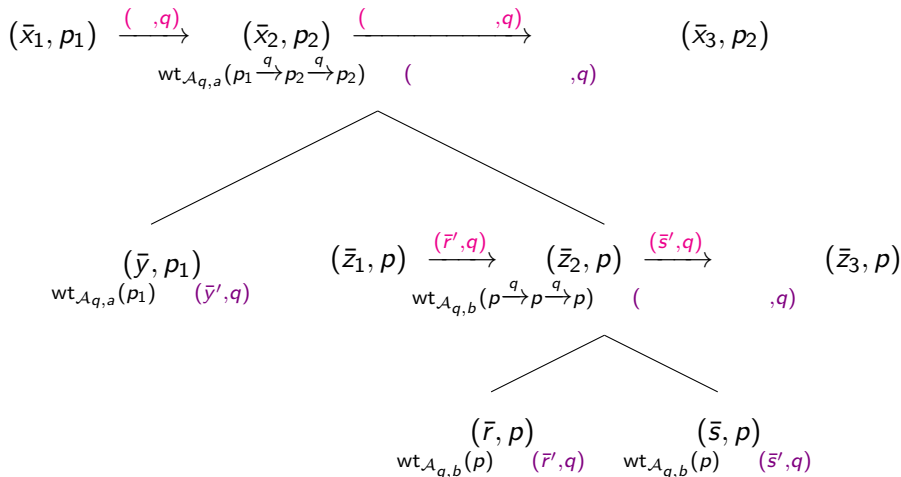 (x̄₁, p₁) →^{( ,q)} (x̄₂, p₂) →^{( ,q)} (x̄₃, p₂)
wt_{𝒜_{q,a}}(p₁ →^{q} p₂ →^{q} p₂) ( ,q)
(ȳ, p₁) (z̄₁, p) →^{(r̄′,q)} (z̄₂, p) →^{(s̄′,q)} (z̄₃, p)
wt_{𝒜_{q,a}}(p₁) (ȳ′,q) wt_{𝒜_{q,b}}(p →^{q} p →^{q} p) ( ,q)
(r̄, p) (s̄, p)
wt_{𝒜_{q,b}}(p) (r̄′,q) wt_{𝒜_{q,b}}(p) (s̄′,q)